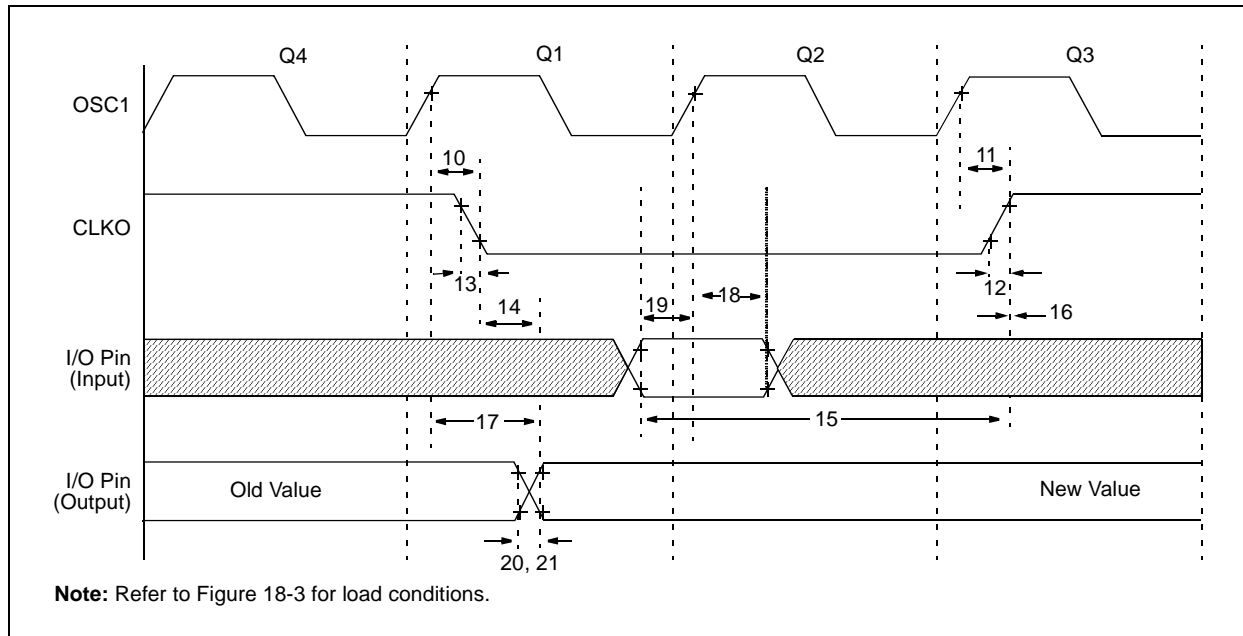 Q4 Q1 Q2 Q3
OSC1
10 11
CLKO
13 12
14 19 18 16
I/O Pin
(Input)
17 15
I/O Pin
(Output)
Old Value New Value
20, 21
Note: Refer to Figure 18-3 for load conditions.